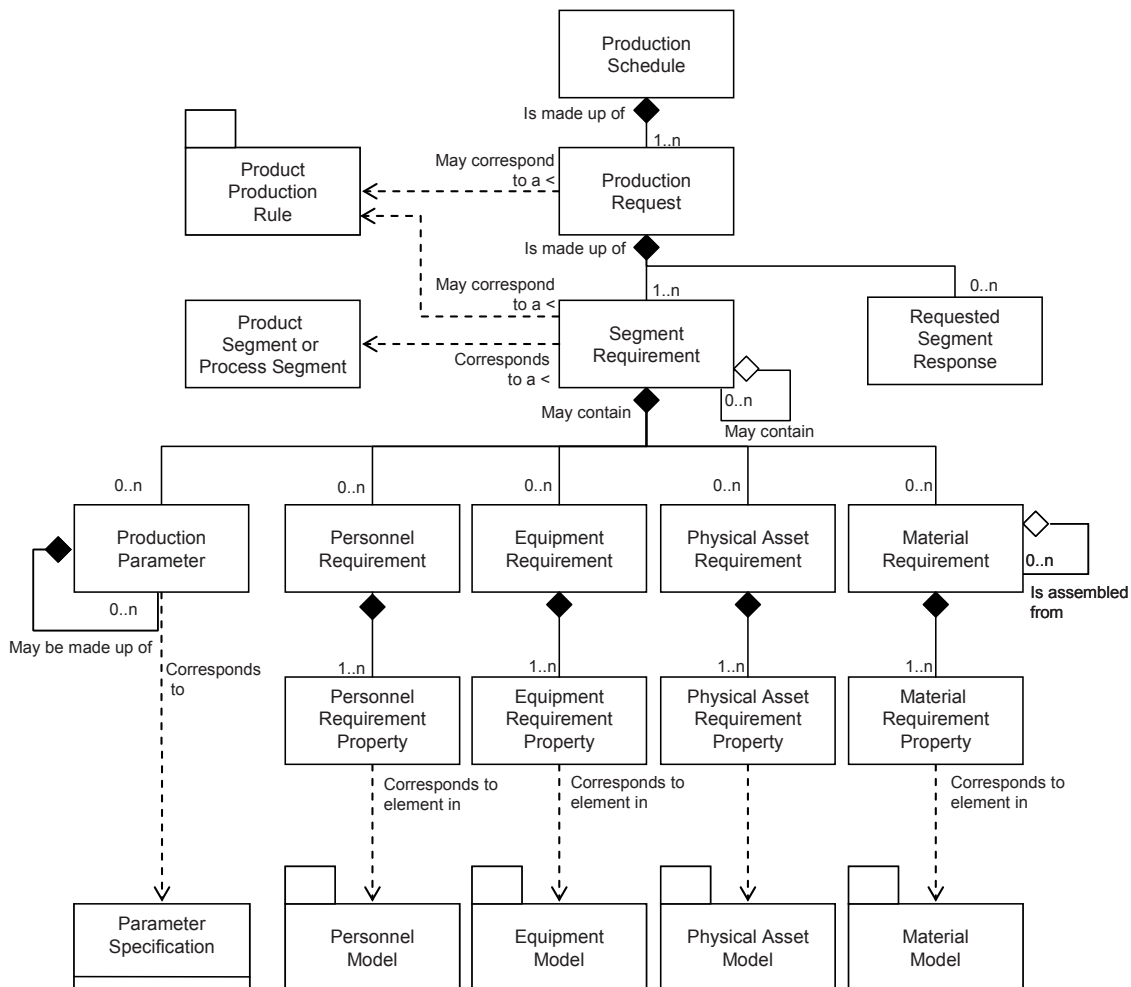 Production
Schedule
Is made up of
1..n
May correspond
to a <
Product
Production
Rule
Production
Request
Is made up of
May correspond
to a <
1..n
0..n
Product
Segment or
Process Segment
Segment
Requirement
Requested
Segment
Response
Corresponds
to a <
0..n
May contain
May contain
0..n
0..n
0..n
0..n
0..n
Production
Parameter
Personnel
Requirement
Equipment
Requirement
Physical Asset
Requirement
Material
Requirement
0..n
Is assembled
from
0..n
May be made up of
Corresponds
to
1..n
1..n
1..n
1..n
Personnel
Requirement
Property
Equipment
Requirement
Property
Physical Asset
Requirement
Property
Material
Requirement
Property
Corresponds to
element in
Corresponds to
element in
Corresponds to
element in
Parameter
Specification
Personnel
Model
Equipment
Model
Physical Asset
Model
Material
Model